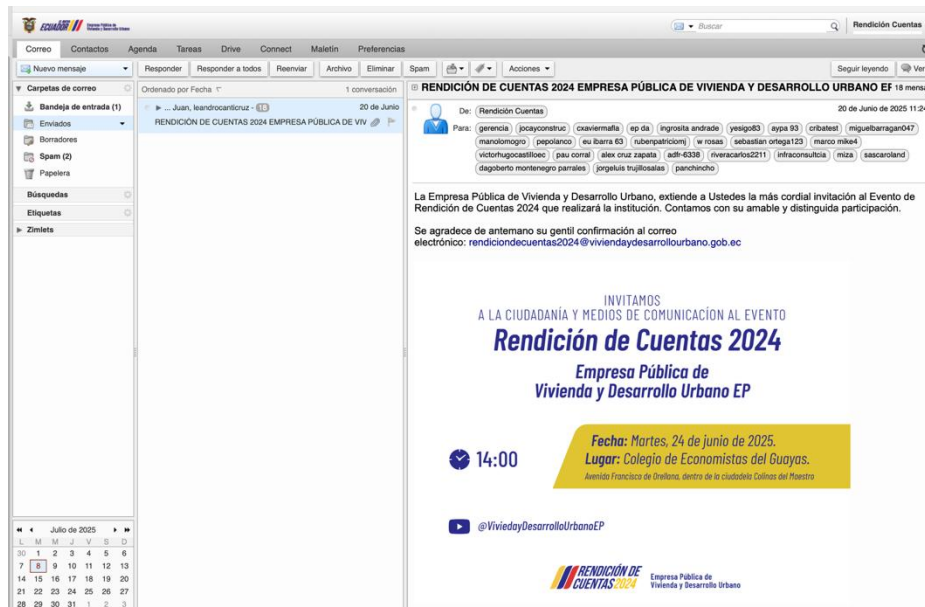 ECUADOR
Empresa Pública de
Vivienda y Desarrollo Urbano
Buscar
Rendición Cuentas
Correo Contactos Agenda Tareas Drive Connect Maletín Preferencias
Nuevo mensaje Responder Responder a todos Reenviar Archivo Eliminar Spam Acciones Seguir leyendo Ver
Carpetas de correo
Bandeja de entrada (1)
Enviados
Borradores
Spam (2)
Papelera
Búsquedas
Etiquetas
Zimlets
Ordenado por Fecha 1 conversación
... Juan, leandrocanticruz - (18) 20 de Junio
RENDICIÓN DE CUENTAS 2024 EMPRESA PÚBLICA DE VIV
RENDICIÓN DE CUENTAS 2024 EMPRESA PÚBLICA DE VIVIENDA Y DESARROLLO URBANO EP 18 mensa
De: Rendición Cuentas 20 de Junio de 2025 11:24
Para: gerencia jocayconstruc cxaviermafla ep da ingrosita andrade yesigo83 aypa 93 cribatest miguelbarragan047
manolomogro pepolanco eu ibarra 63 rubenpatriciomj w rosas sebastian ortega123 marco mike4
victorhugocastilloec pau corral alex cruz zapata adfr-6338 riveracarlos2211 infraconsultcia miza sascaroland
dagoberto montenegro parrales jorgeluis trujillosalas panchincho
La Empresa Pública de Vivienda y Desarrollo Urbano, extiende a Ustedes la más cordial invitación al Evento de
Rendición de Cuentas 2024 que realizará la institución. Contamos con su amable y distinguida participación.
Se agradece de antemano su gentil confirmación al correo
electrónico: rendiciondecuentas2024@viviendaydesarrollourbano.gob.ec
INVITAMOS
A LA CIUDADANÍA Y MEDIOS DE COMUNICACÍON AL EVENTO
Rendición de Cuentas 2024
Empresa Pública de
Vivienda y Desarrollo Urbano EP
14:00
Fecha: Martes, 24 de junio de 2025.
Lugar: Colegio de Economistas del Guayas.
Avenida Francisco de Orellana, dentro de la ciudadela Colinas del Maestro
@ViviedayDesarrolloUrbanoEP
RENDICIÓN DE
CUENTAS 2024
Empresa Pública de
Vivienda y Desarrollo Urbano
Julio de 2025
L M M J V S D
30 1 2 3 4 5 6
7 8 9 10 11 12 13
14 15 16 17 18 19 20
21 22 23 24 25 26 27
28 29 30 31 1 2 3